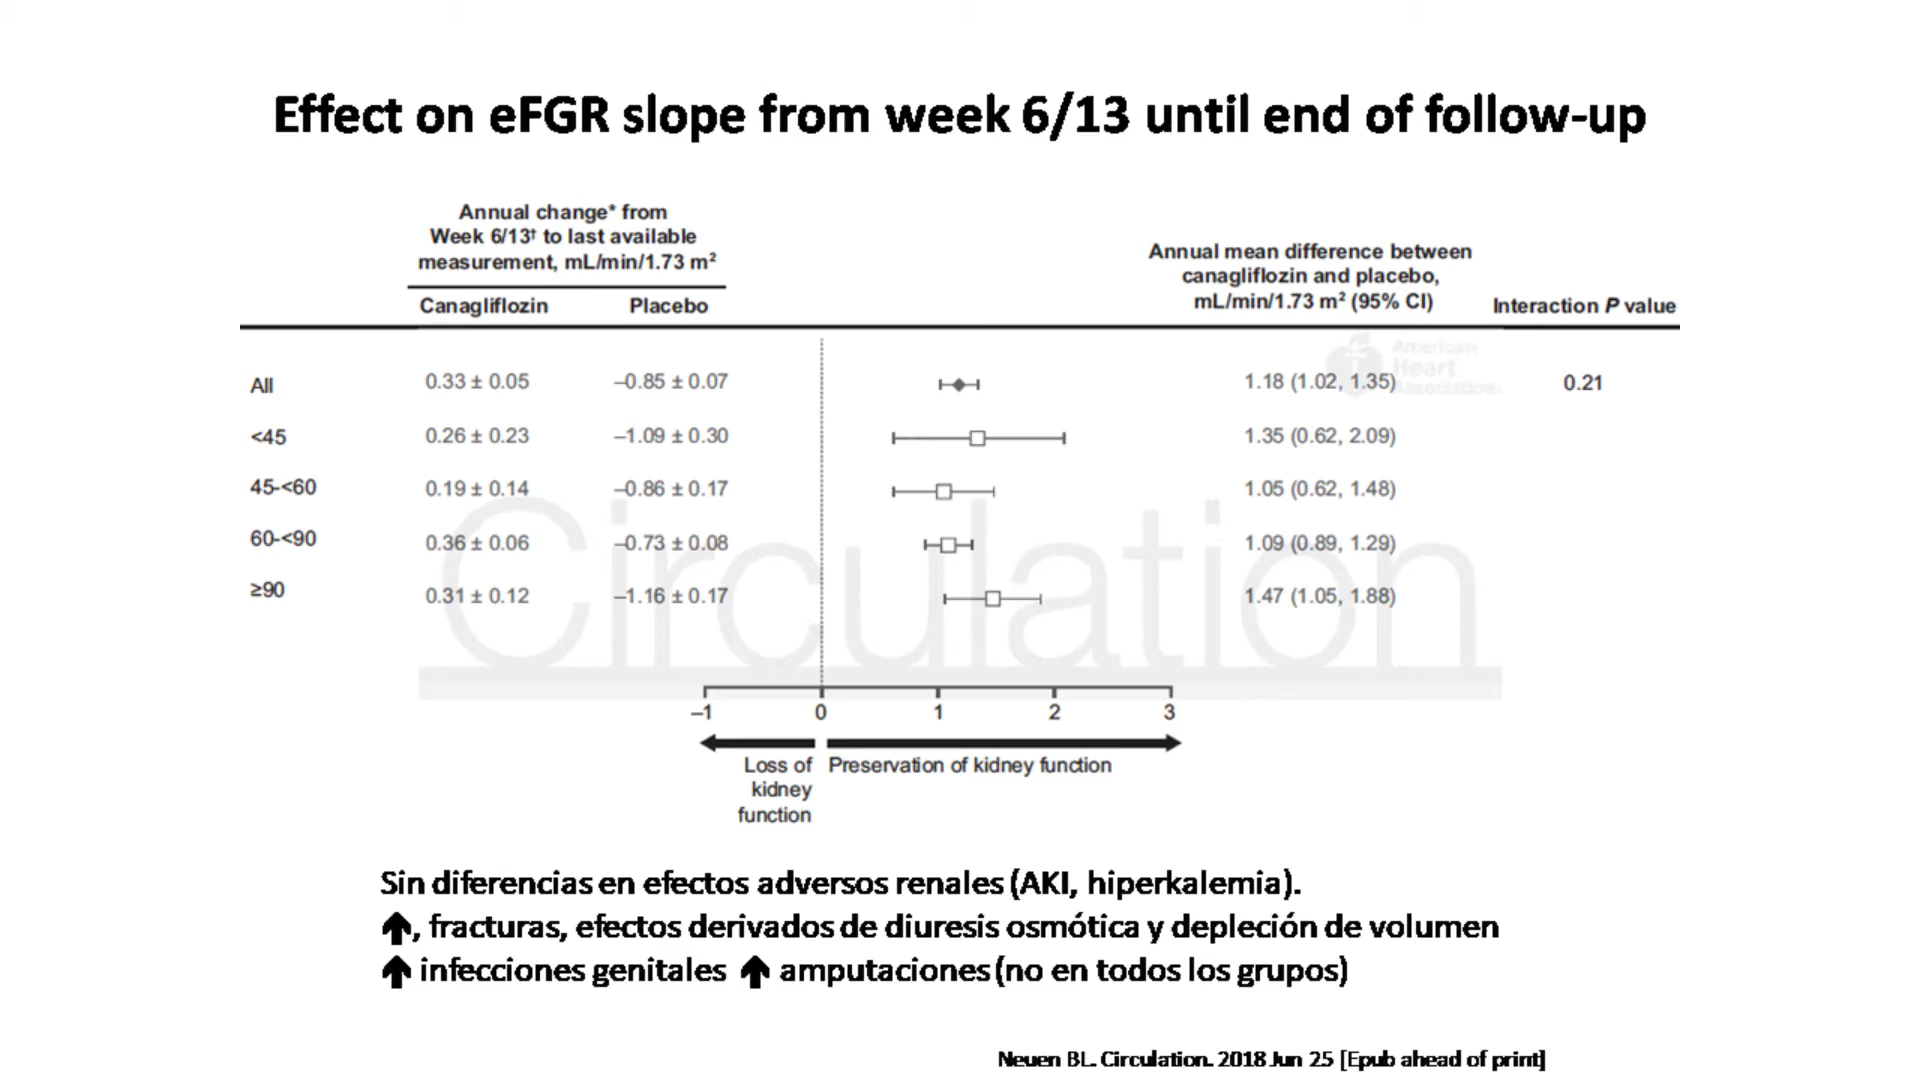 Effect on eFGR slope from week 6/13 until end of follow-up
Annual change* from
Week 6/13† to last available
measurement, mL/min/1.73 m²
Annual mean difference between
canagliflozin and placebo,
mL/min/1.73 m² (95% CI)
Canagliflozin Placebo Interaction P value
American
Heart
Association.
All 0.33 ± 0.05 –0.85 ± 0.07 1.18 (1.02, 1.35) 0.21
<45 0.26 ± 0.23 –1.09 ± 0.30 1.35 (0.62, 2.09)
45-<60 0.19 ± 0.14 –0.86 ± 0.17 1.05 (0.62, 1.48)
60-<90 0.36 ± 0.06 –0.73 ± 0.08 1.09 (0.89, 1.29)
≥90 0.31 ± 0.12 –1.16 ± 0.17 1.47 (1.05, 1.88)
Circulation
–1 0 1 2 3
Loss of
kidney
function
Preservation of kidney function
Sin diferencias en efectos adversos renales (AKI, hiperkalemia).
↑, fracturas, efectos derivados de diuresis osmótica y depleción de volumen
↑ infecciones genitales ↑ amputaciones (no en todos los grupos)
Neuen BL. Circulation. 2018 Jun 25 [Epub ahead of print]